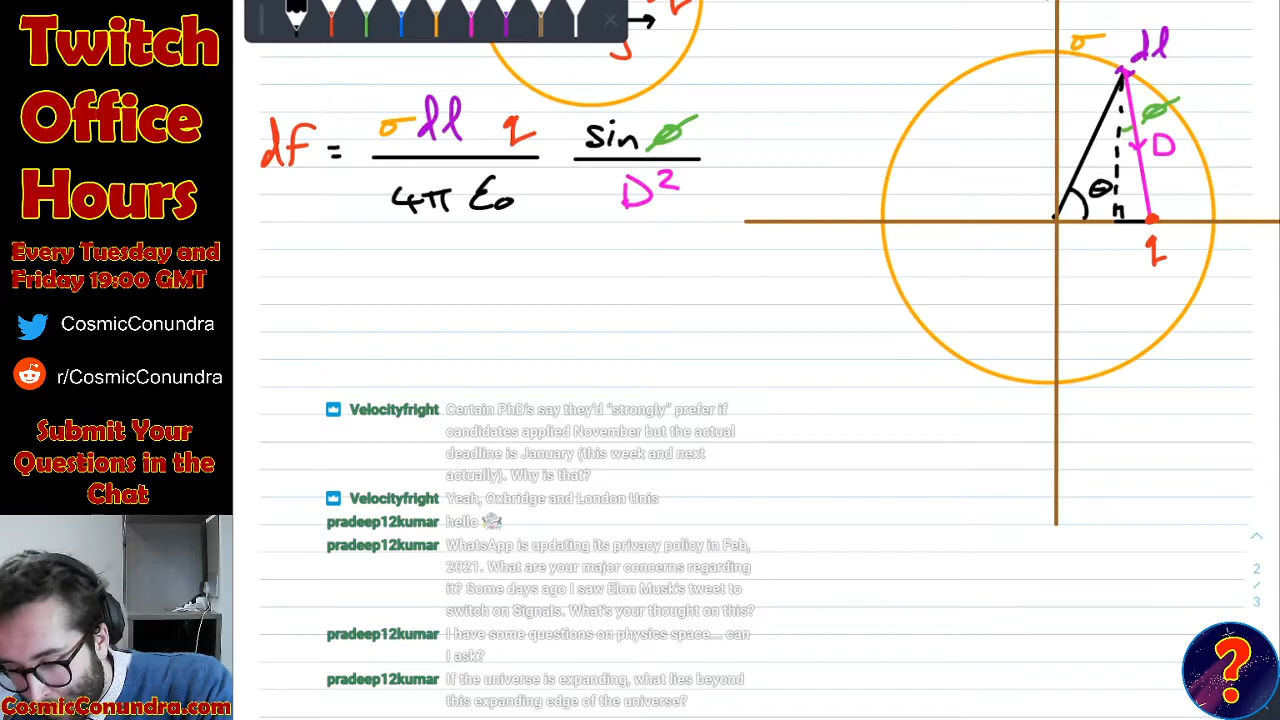 Twitch
Office
Hours
Every Tuesday and
Friday 19:00 GMT
CosmicConundra
r/CosmicConundra
Submit Your
Questions in the
Chat
CosmicConundra.com
dF = σdl q sinφ
4π ε₀ D²
σ
dl
φ
D
θ
q
Velocityfright Certain PhD's say they'd "strongly" prefer if
candidates applied November but the actual
deadline is January (this week and next
actually). Why is that?
Velocityfright Yeah, Oxbridge and London Unis
pradeep12kumar hello
pradeep12kumar WhatsApp is updating its privacy policy in Feb,
2021. What are your major concerns regarding
it? Some days ago I saw Elon Musk's tweet to
switch on Signals. What's your thought on this?
pradeep12kumar I have some questions on physics space... can
I ask?
pradeep12kumar If the universe is expanding, what lies beyond
this expanding edge of the universe?
2
/
3
?